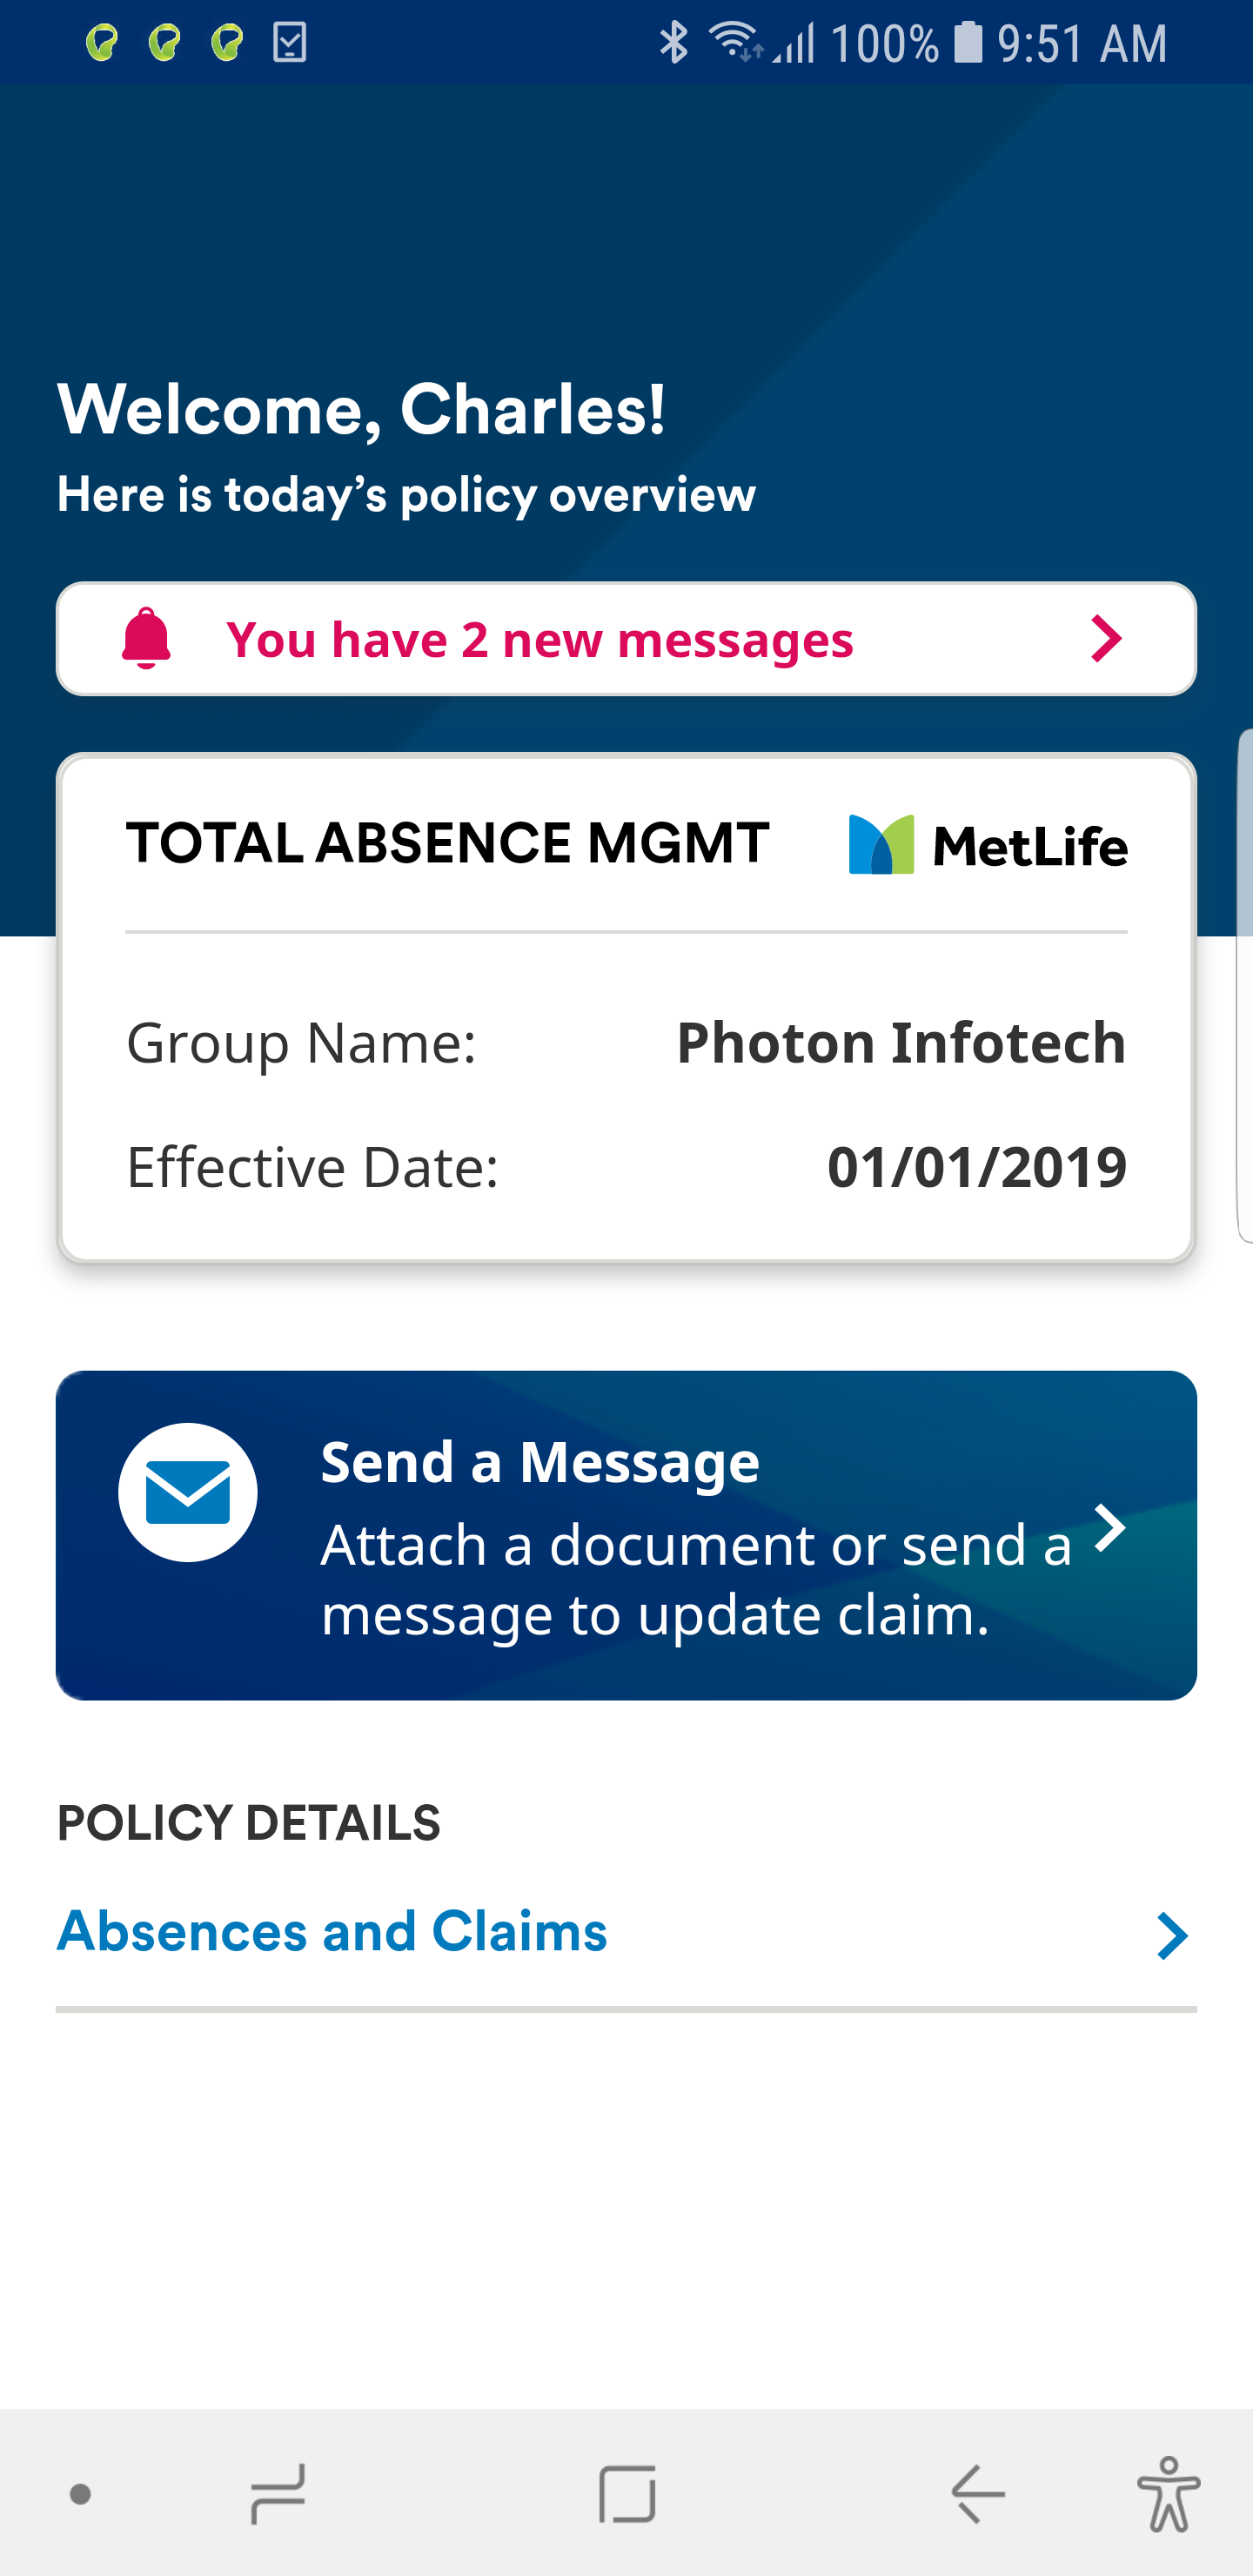 100% 9:51 AM
Welcome, Charles!
Here is today’s policy overview
You have 2 new messages
TOTAL ABSENCE MGMT MetLife
Group Name: Photon Infotech
Effective Date: 01/01/2019
Send a Message
Attach a document or send a
message to update claim.
POLICY DETAILS
Absences and Claims